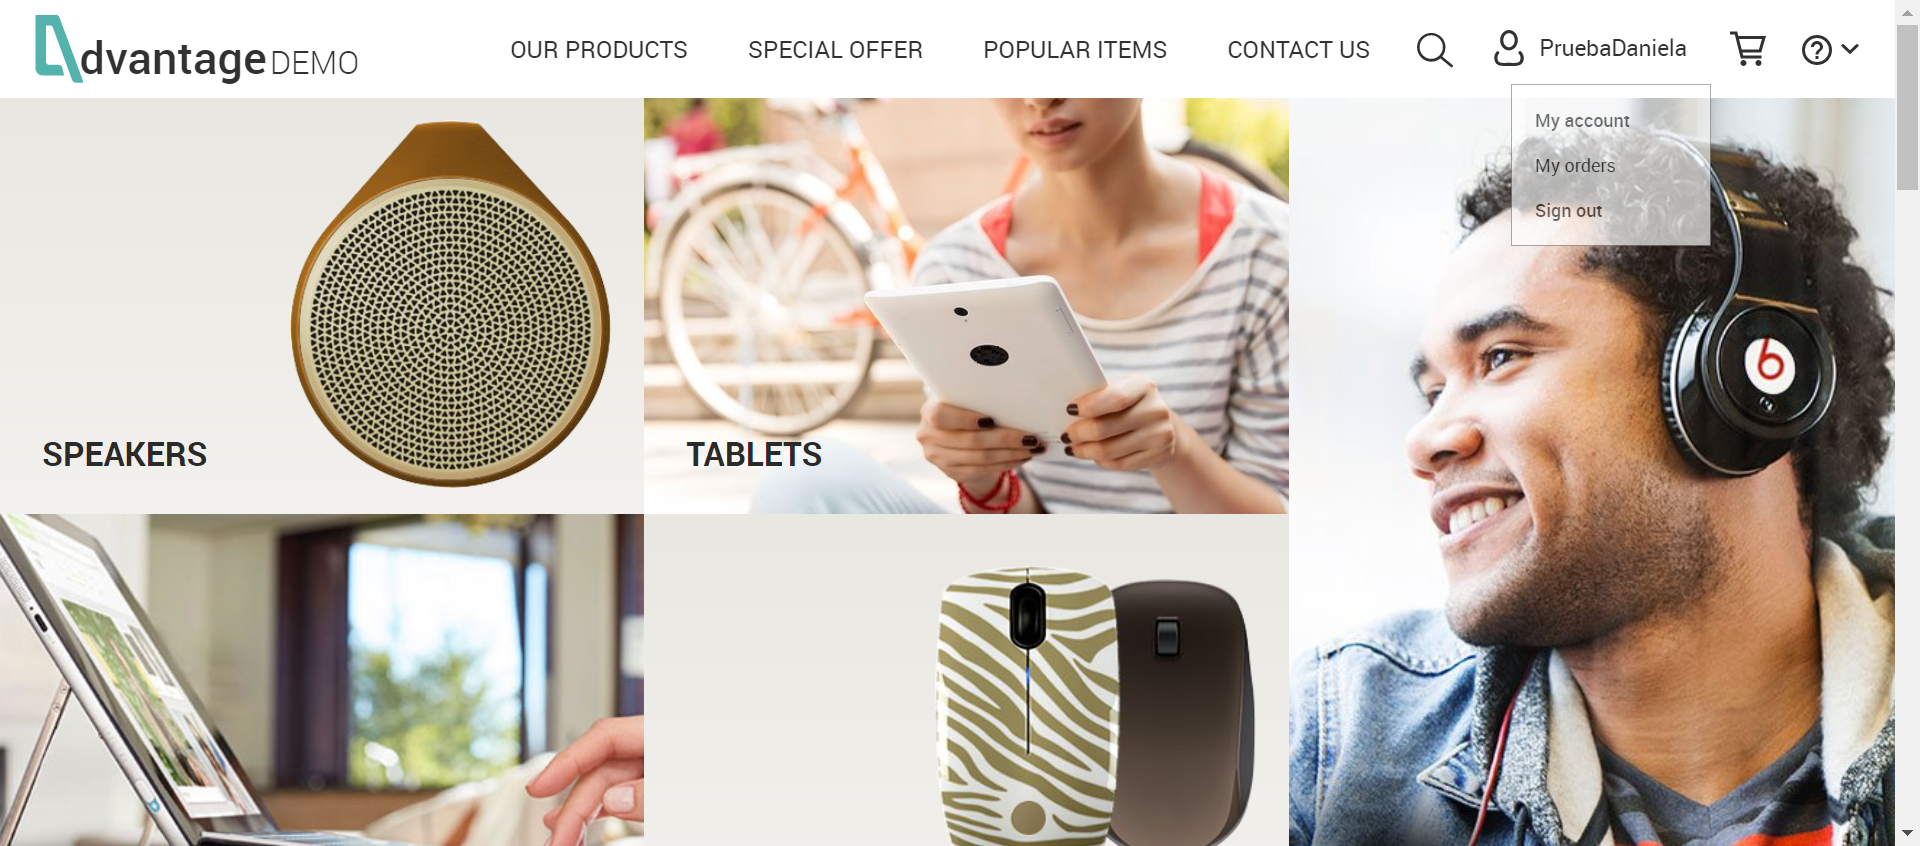 dvantage DEMO
OUR PRODUCTS
SPECIAL OFFER
POPULAR ITEMS
CONTACT US
PruebaDaniela
My account
My orders
Sign out
SPEAKERS
TABLETS